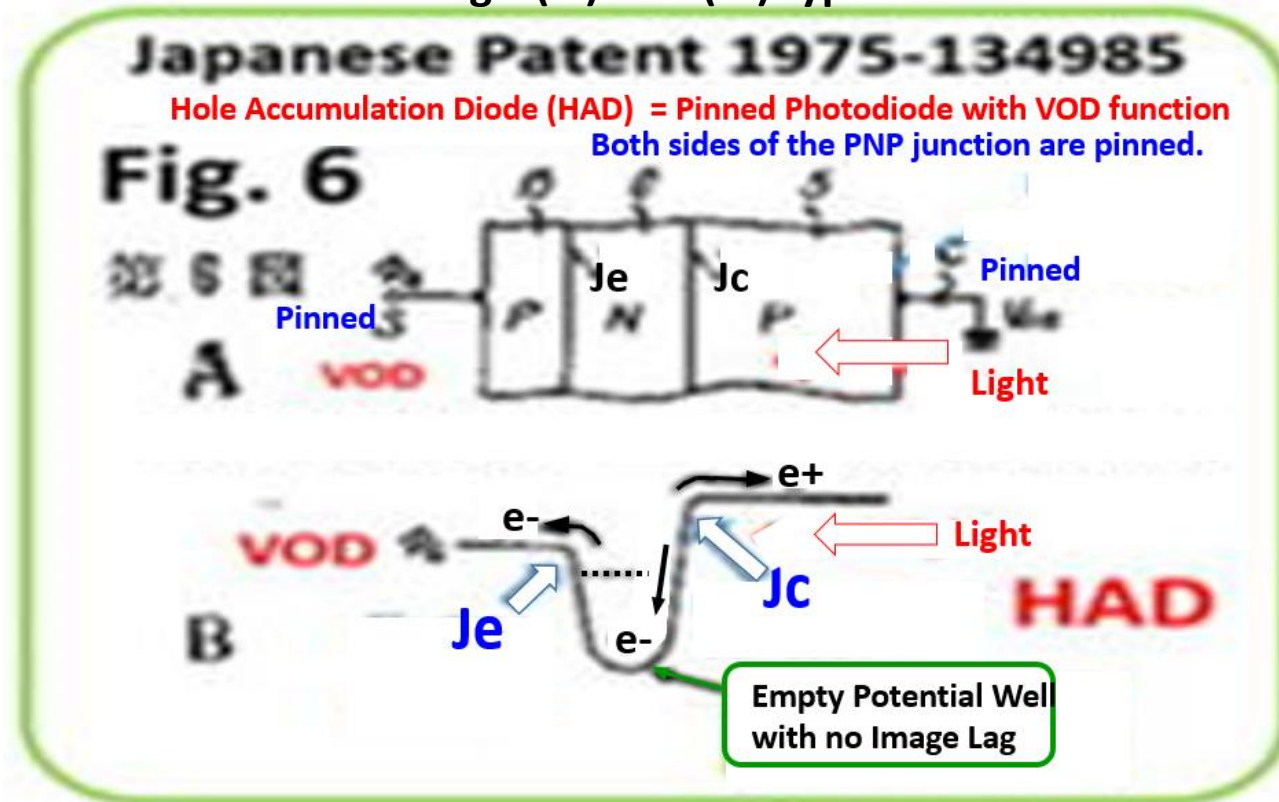 Japanese Patent 1975-134985
Hole Accumulation Diode (HAD) = Pinned Photodiode with VOD function
Both sides of the PNP junction are pinned.
Fig. 6
Je
Jc
Pinned
Pinned
P
N
P
A
VOD
Light
e+
e-
VOD
Light
Jc
Je
HAD
B
e-
Empty Potential Well
with no Image Lag